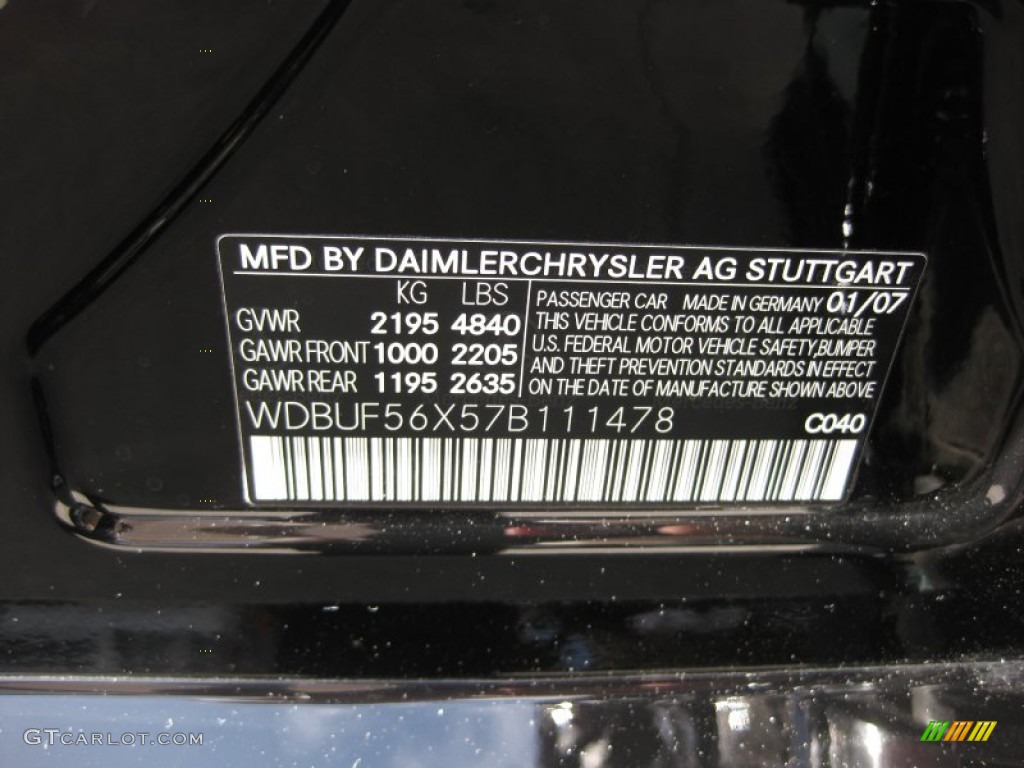 MFD BY DAIMLERCHRYSLER AG STUTTGART
KG LBS
GVWR 2195 4840
GAWR FRONT 1000 2205
GAWR REAR 1195 2635
PASSENGER CAR MADE IN GERMANY 01/07
THIS VEHICLE CONFORMS TO ALL APPLICABLE
U.S. FEDERAL MOTOR VEHICLE SAFETY, BUMPER
AND THEFT PREVENTION STANDARDS IN EFFECT
ON THE DATE OF MANUFACTURE SHOWN ABOVE
WDBUF56X57B111478 C040
GTCARLOT.COM